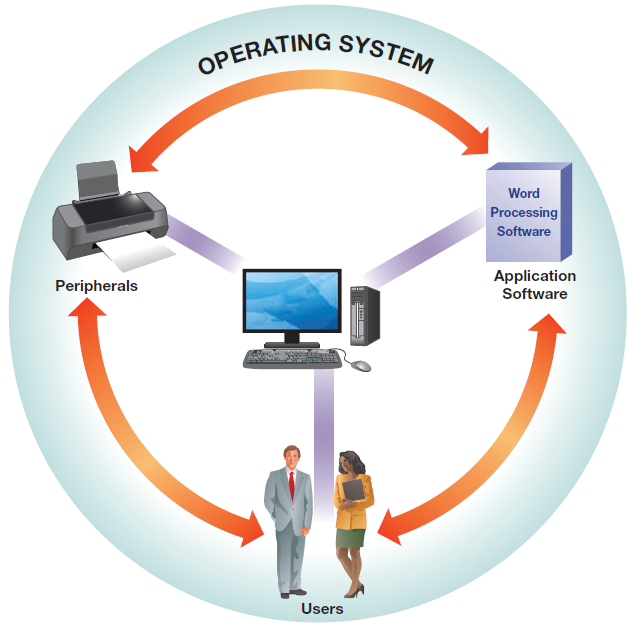 OPERATING SYSTEM
Word
Processing
Software
Peripherals
Application
Software
Users